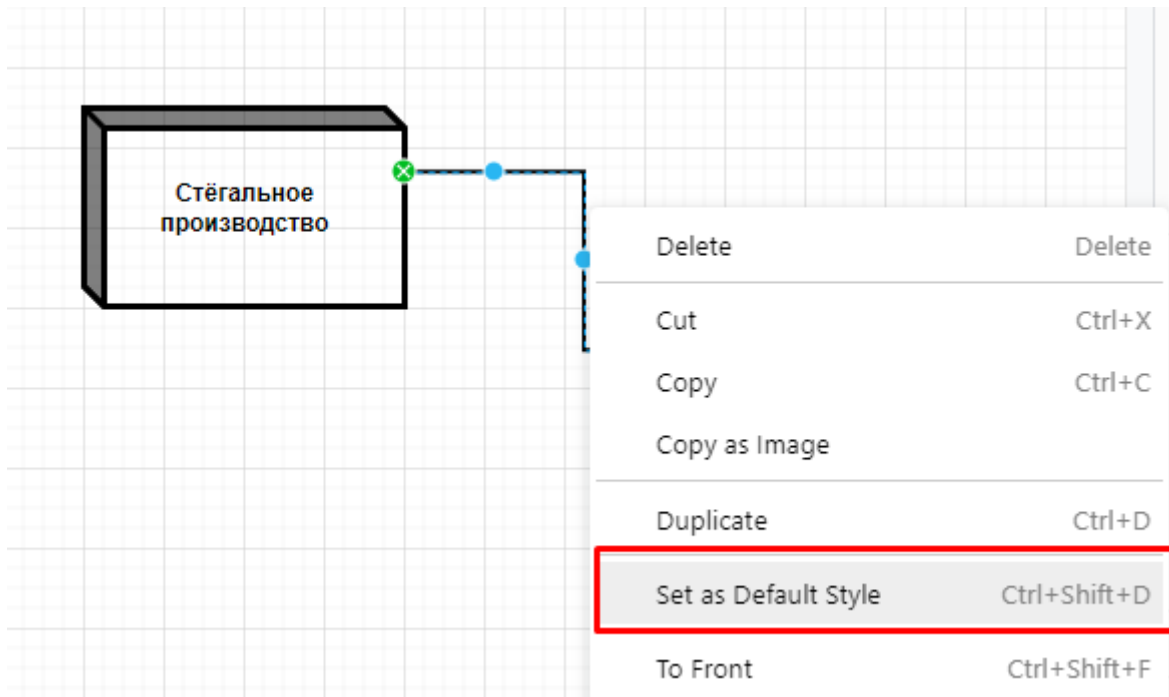 Стёгальное
производство
Delete Delete
Cut Ctrl+X
Copy Ctrl+C
Copy as Image
Duplicate Ctrl+D
Set as Default Style Ctrl+Shift+D
To Front Ctrl+Shift+F